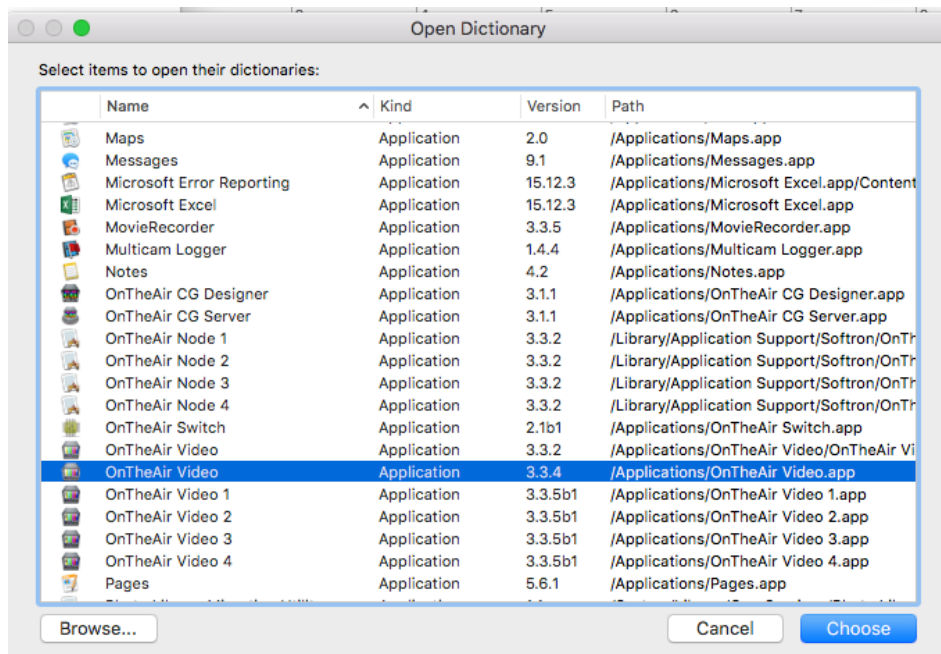 Open Dictionary
Select items to open their dictionaries:
Name Kind Version Path
Maps Application 2.0 /Applications/Maps.app
Messages Application 9.1 /Applications/Messages.app
Microsoft Error Reporting Application 15.12.3 /Applications/Microsoft Excel.app/Content
Microsoft Excel Application 15.12.3 /Applications/Microsoft Excel.app
MovieRecorder Application 3.3.5 /Applications/MovieRecorder.app
Multicam Logger Application 1.4.4 /Applications/Multicam Logger.app
Notes Application 4.2 /Applications/Notes.app
OnTheAir CG Designer Application 3.1.1 /Applications/OnTheAir CG Designer.app
OnTheAir CG Server Application 3.1.1 /Applications/OnTheAir CG Server.app
OnTheAir Node 1 Application 3.3.2 /Library/Application Support/Softron/OnTh
OnTheAir Node 2 Application 3.3.2 /Library/Application Support/Softron/OnTh
OnTheAir Node 3 Application 3.3.2 /Library/Application Support/Softron/OnTh
OnTheAir Node 4 Application 3.3.2 /Library/Application Support/Softron/OnTh
OnTheAir Switch Application 2.1b1 /Applications/OnTheAir Switch.app
OnTheAir Video Application 3.3.2 /Applications/OnTheAir Video/OnTheAir Vi
OnTheAir Video Application 3.3.4 /Applications/OnTheAir Video.app
OnTheAir Video 1 Application 3.3.5b1 /Applications/OnTheAir Video 1.app
OnTheAir Video 2 Application 3.3.5b1 /Applications/OnTheAir Video 2.app
OnTheAir Video 3 Application 3.3.5b1 /Applications/OnTheAir Video 3.app
OnTheAir Video 4 Application 3.3.5b1 /Applications/OnTheAir Video 4.app
Pages Application 5.6.1 /Applications/Pages.app
Browse... Cancel Choose